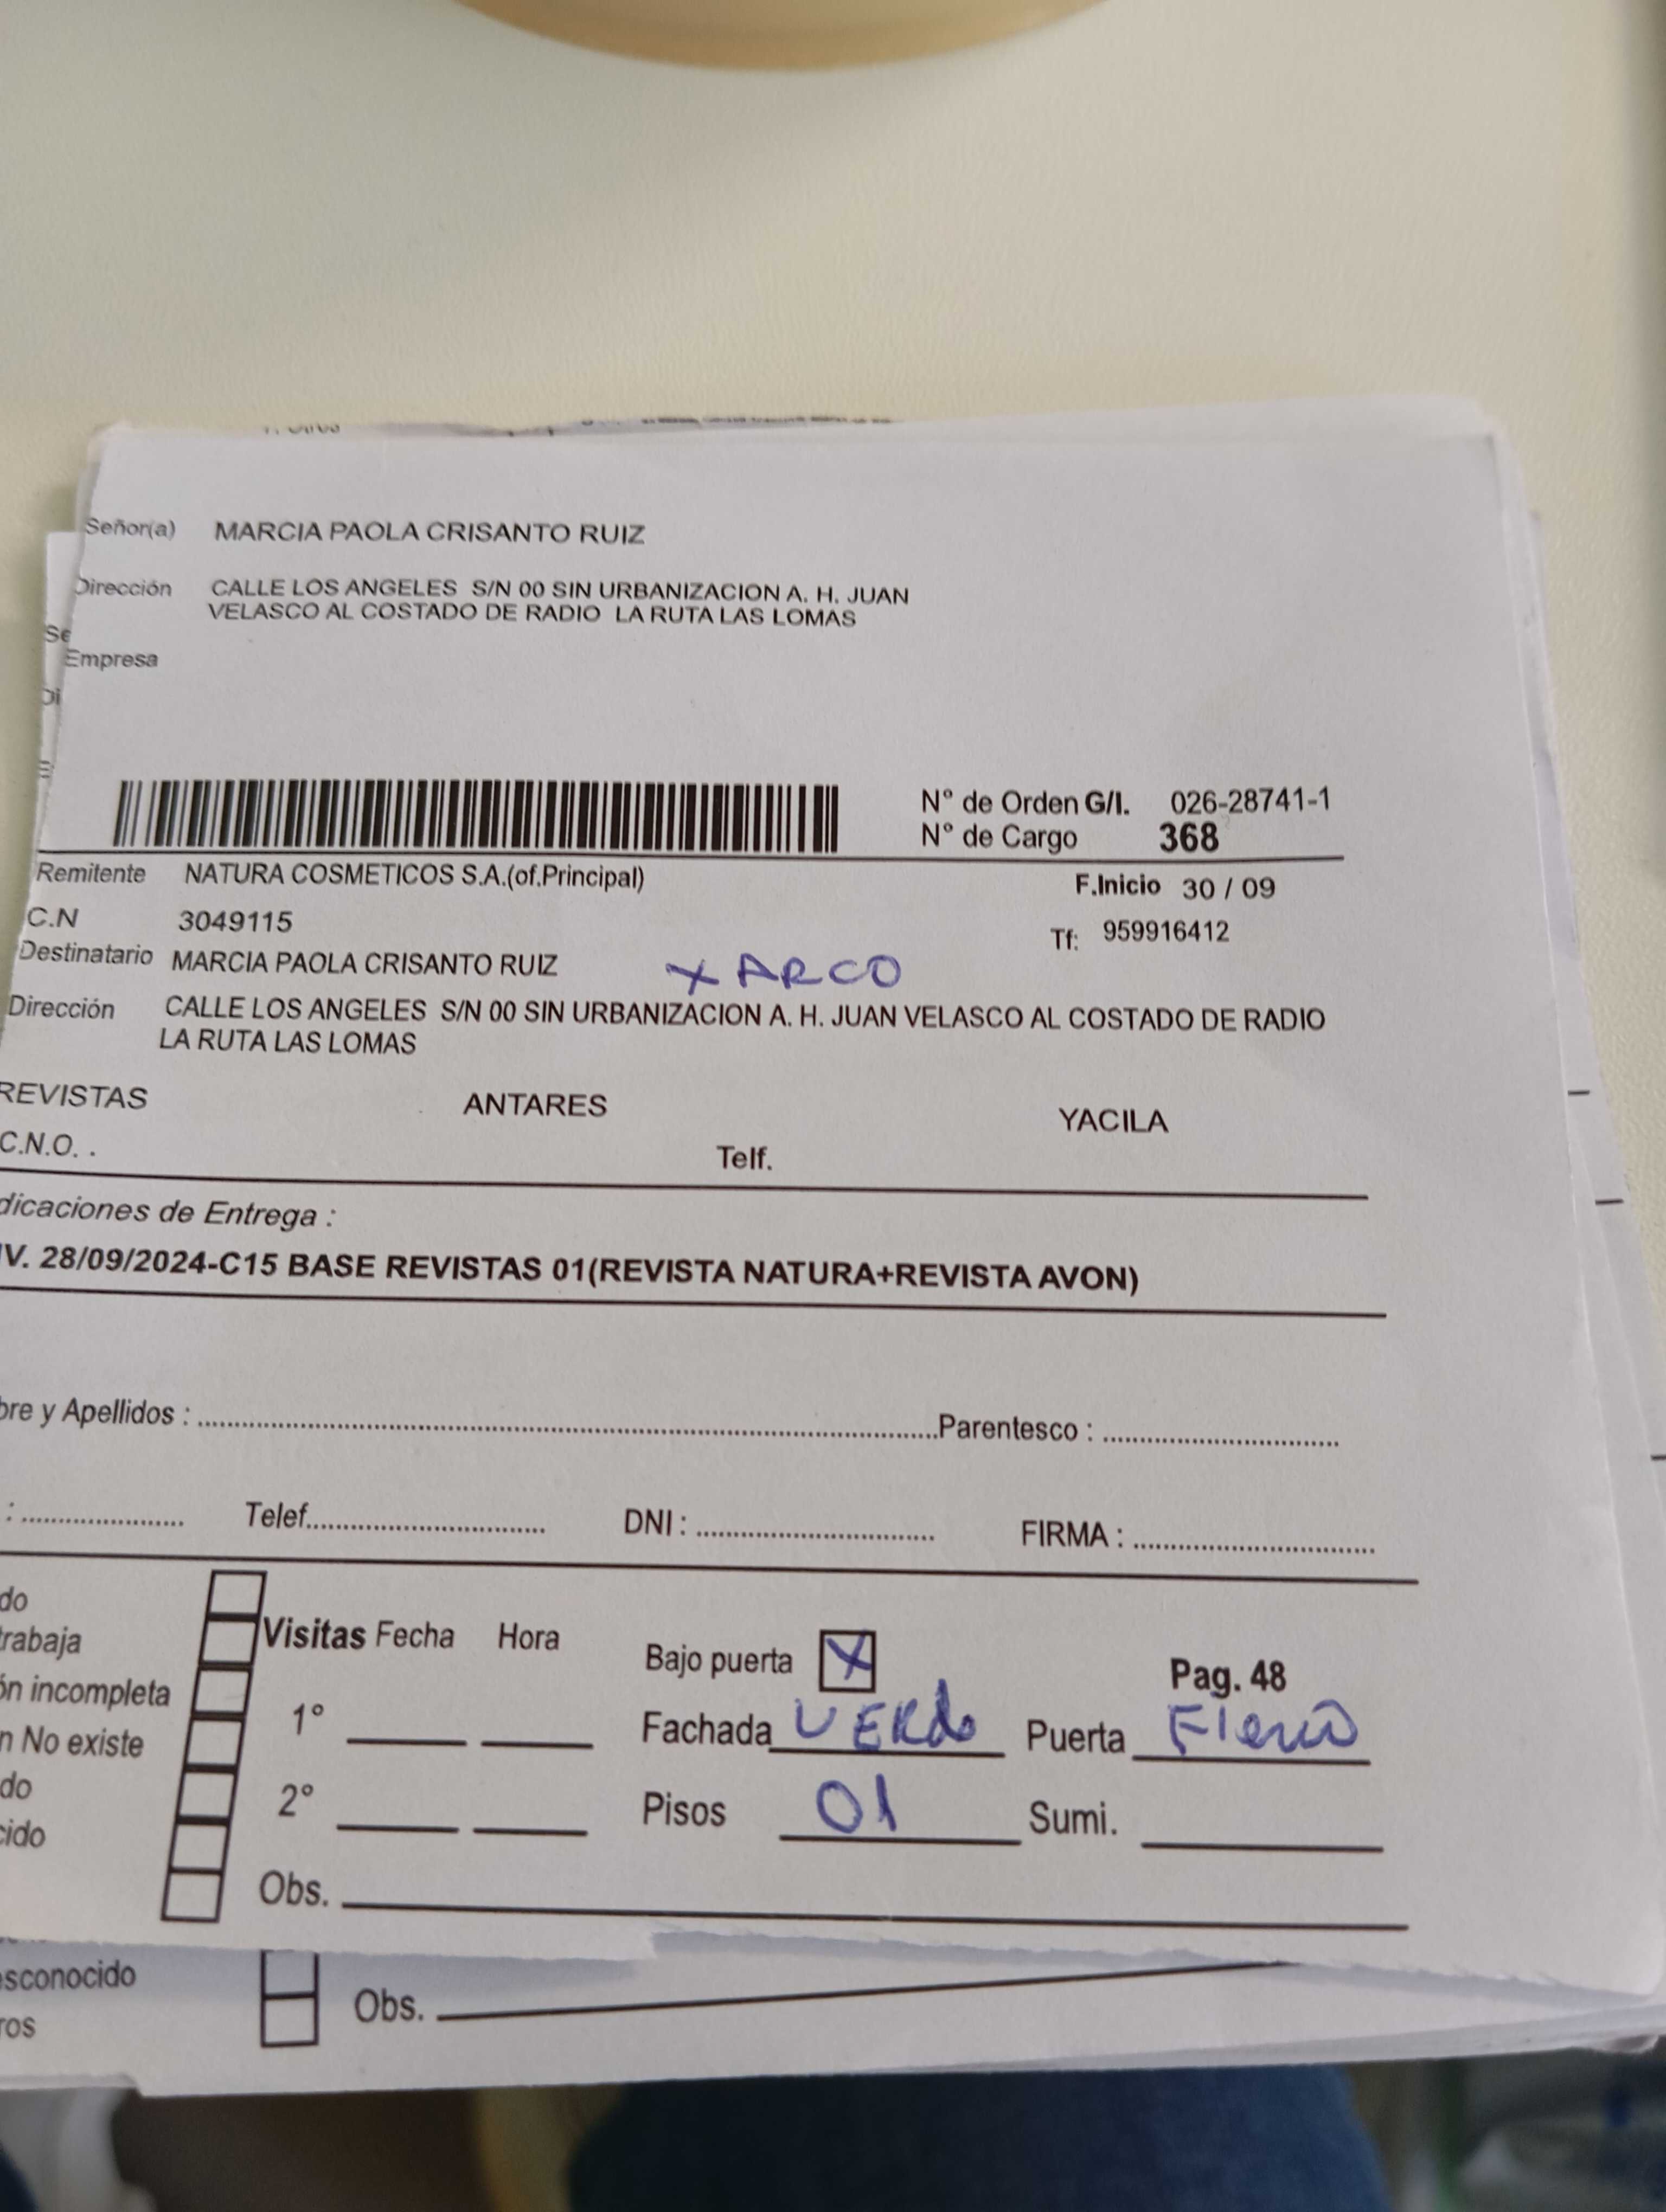 Señor(a) MARCIA PAOLA CRISANTO RUIZ
Dirección CALLE LOS ANGELES S/N 00 SIN URBANIZACION A. H. JUAN
VELASCO AL COSTADO DE RADIO LA RUTA LAS LOMAS
Se
Empresa
Di
E
N° de Orden G/I. 026-28741-1
N° de Cargo 368
Remitente NATURA COSMETICOS S.A.(of.Principal) F.Inicio 30 / 09
C.N 3049115 Tf: 959916412
Destinatario MARCIA PAOLA CRISANTO RUIZ X ARCO
Dirección CALLE LOS ANGELES S/N 00 SIN URBANIZACION A. H. JUAN VELASCO AL COSTADO DE RADIO
LA RUTA LAS LOMAS
REVISTAS ANTARES YACILA
C.N.O. . Telf.
dicaciones de Entrega :
IV. 28/09/2024-C15 BASE REVISTAS 01(REVISTA NATURA+REVISTA AVON)
bre y Apellidos : Parentesco :
: Telef. DNI : FIRMA :
do
trabaja Visitas Fecha Hora Bajo puerta X Pag. 48
ón incompleta
n No existe 1° Fachada VERde Puerta
do
cido 2° Pisos 01 Sumi.
Obs.
esconocido
Obs.
ros